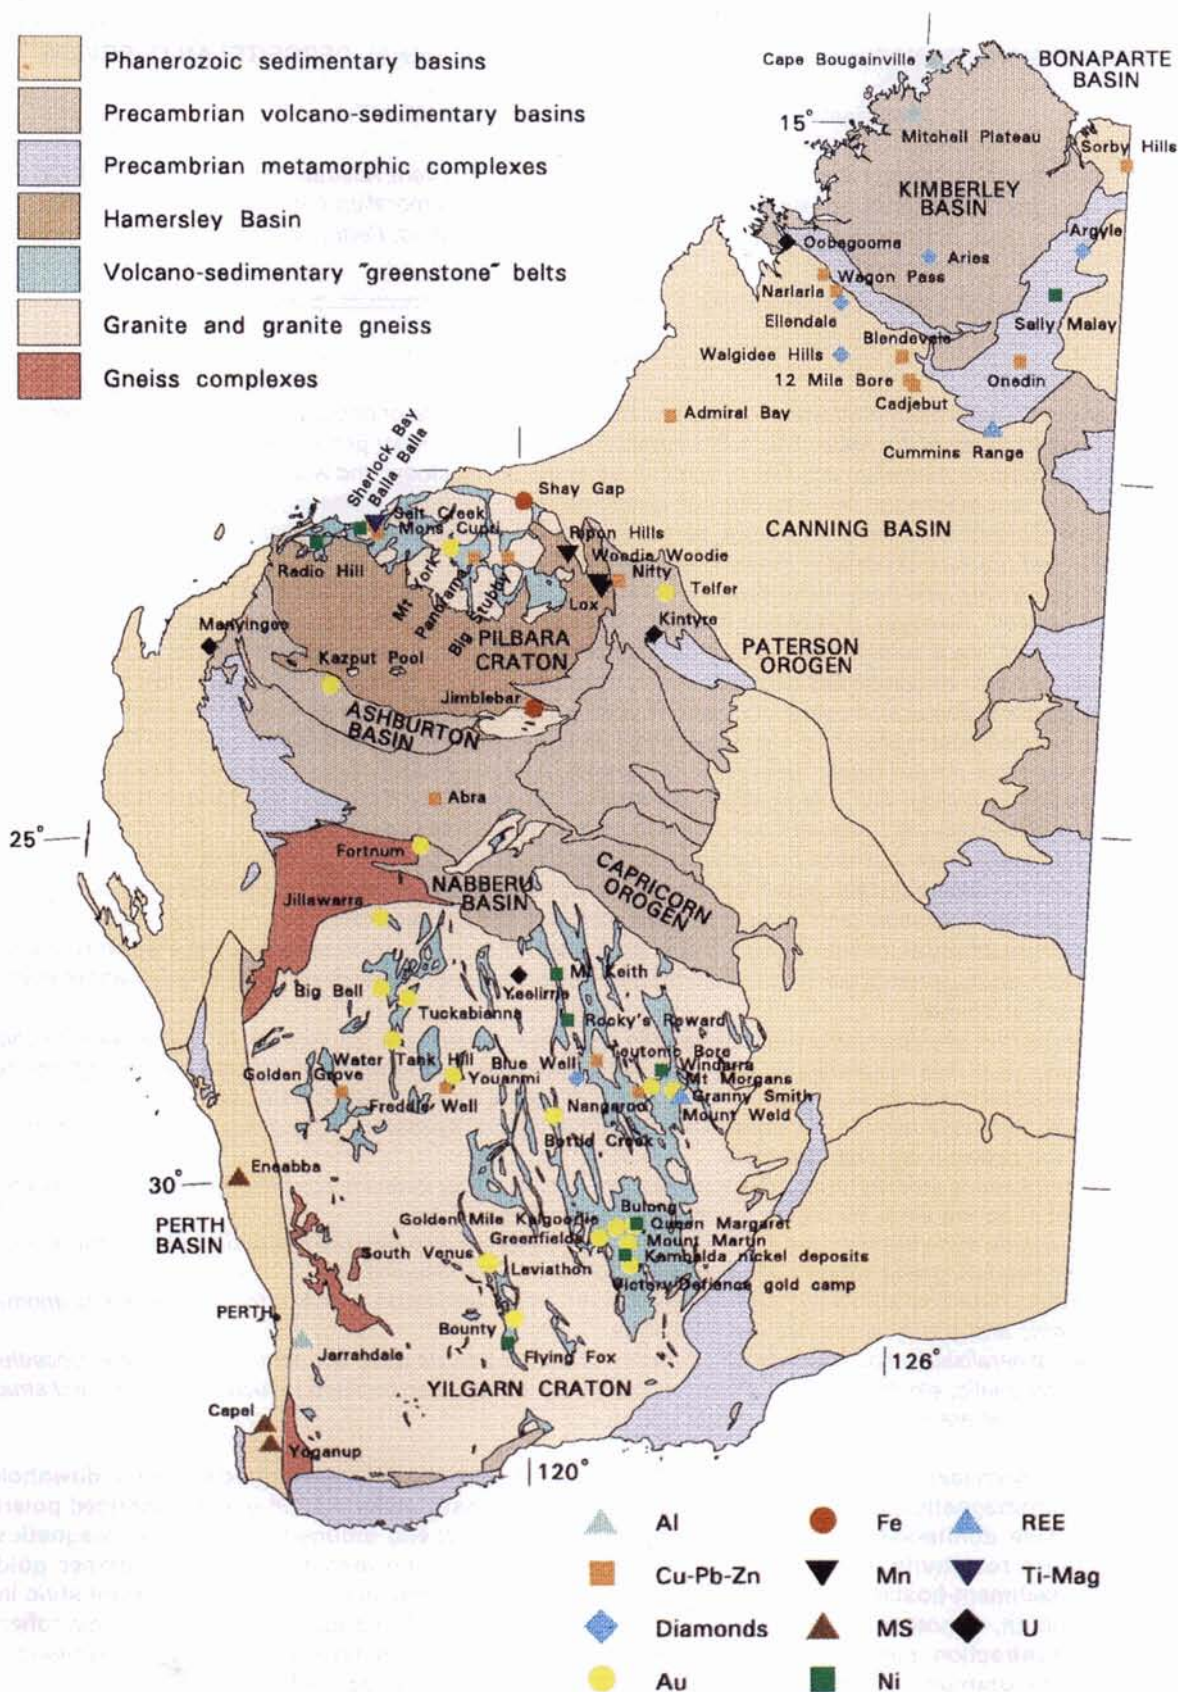 Phanerozoic sedimentary basins
Precambrian volcano-sedimentary basins
Precambrian metamorphic complexes
Hamersley Basin
Volcano-sedimentary "greenstone" belts
Granite and granite gneiss
Gneiss complexes
Cape Bougainville
BONAPARTE
BASIN
15°
Mitchell Plateau
Sorby Hills
KIMBERLEY
BASIN
Argyle
Oobagooma
Aries
Wagon Pass
Narlarla
Ellendale
Sally Malay
Blendevale
Walgidee Hills
12 Mile Bore
Onedin
Cadjebut
Admiral Bay
Cummins Range
Sherlock Bay
Balla Balla
Shay Gap
Salt Creek
Mons Cupri
CANNING BASIN
Ripon Hills
Radio Hill
Woodie Woodie
Nifty
Mt York
Panorama
Big Stubby
Telfer
Lox
Kintyre
Manyingee
PILBARA
CRATON
PATERSON
OROGEN
Kazput Pool
Jimblebar
ASHBURTON
BASIN
Abra
25°
Fortnum
CAPRICORN
OROGEN
NABBERU
BASIN
Jillawarra
Mt Keith
Big Bell
Yeelirrie
Tuckabianna
Rocky's Reward
Water Tank Hill
Blue Well
Teutonic Bore
Windarra
Golden Grove
Youanmi
Mt Morgans
Granny Smith
Freddie Well
Nangaroo
Mount Weld
Bottle Creek
Eneabba
30°
Bulong
PERTH
BASIN
Golden Mile Kalgoorlie
Queen Margaret
Greenfields
Mount Martin
South Venus
Kambalda nickel deposits
Leviathon
Victory/Defiance gold camp
PERTH
Bounty
Jarrahdale
Flying Fox
126°
YILGARN CRATON
Capel
Yoganup
120°
Al
Fe
REE
Cu-Pb-Zn
Mn
Ti-Mag
Diamonds
MS
U
Au
Ni